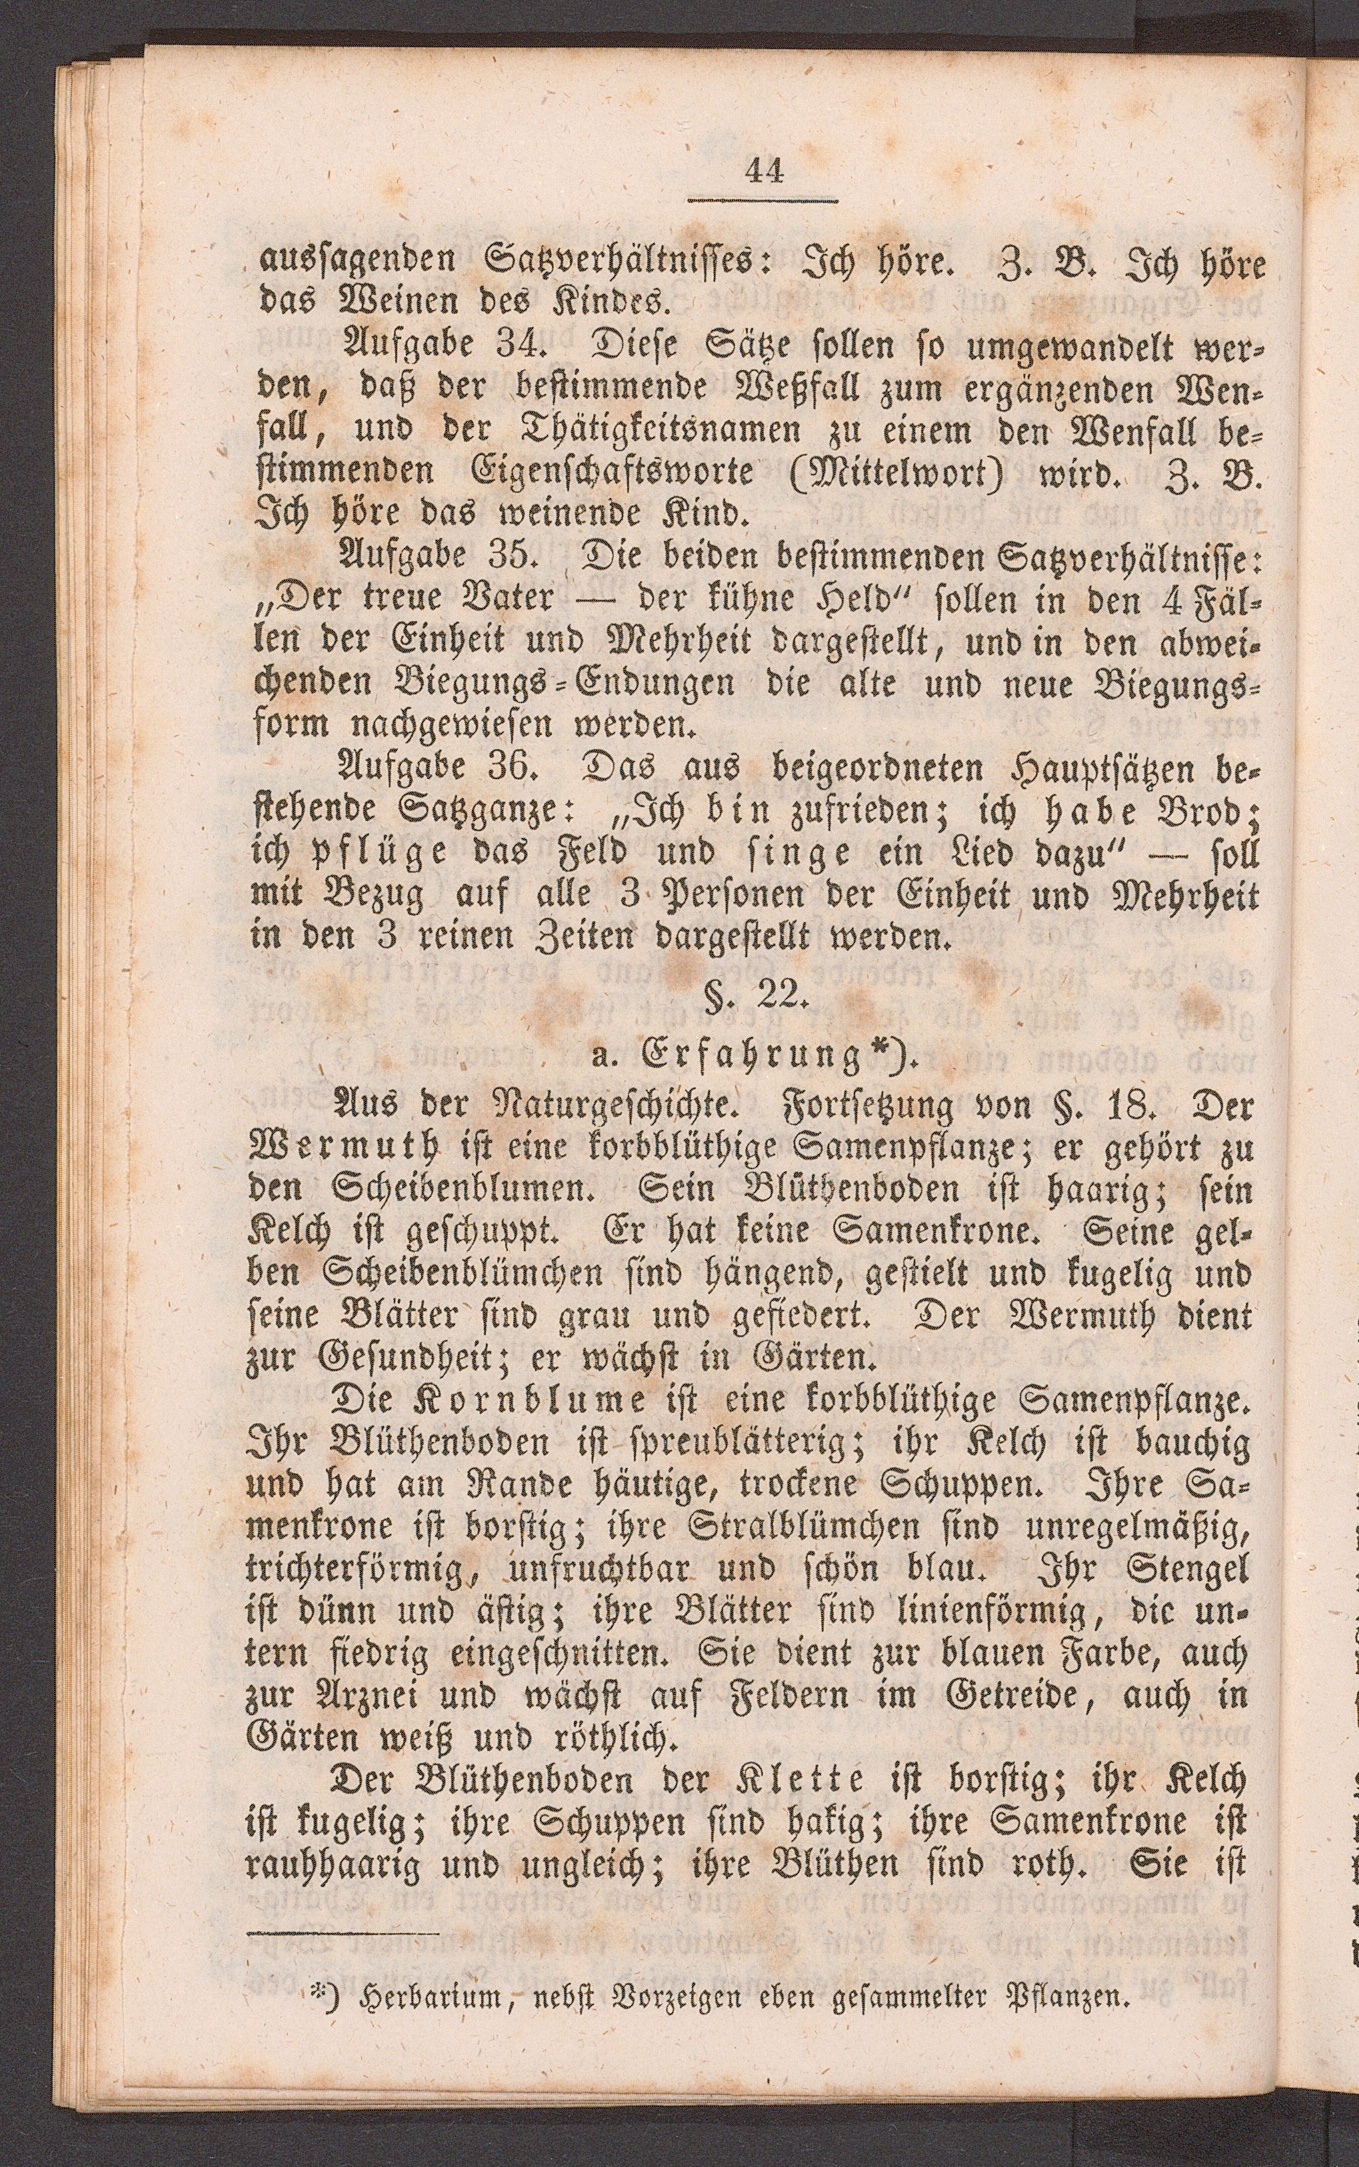 44
aussagenden Satzverhältnisses: Ich höre. Z. B. Ich höre
das Weinen des Kindes.
Aufgabe 34. Diese Sätze sollen so umgewandelt wer-
den, daß der bestimmende Weßfall zum ergänzenden Wen-
fall, und der Thätigkeitsnamen zu einem den Wenfall be-
stimmenden Eigenschaftsworte (Mittelwort) wird. Z. B.
Ich höre das weinende Kind.
Aufgabe 35. Die beiden bestimmenden Satzverhältnisse:
„Der treue Vater — der kühne Held“ sollen in den 4 Fäl-
len der Einheit und Mehrheit dargestellt, und in den abwei-
chenden Biegungs-Endungen die alte und neue Biegungs-
form nachgewiesen werden.
Aufgabe 36. Das aus beigeordneten Hauptsätzen be-
stehende Satzganze: „Ich bin zufrieden; ich habe Brod;
ich pflüge das Feld und singe ein Lied dazu“ — soll
mit Bezug auf alle 3 Personen der Einheit und Mehrheit
in den 3 reinen Zeiten dargestellt werden.
§. 22.
a. Erfahrung*).
Aus der Naturgeschichte. Fortsetzung von §. 18. Der
Wermuth ist eine korbblüthige Samenpflanze; er gehört zu
den Scheibenblumen. Sein Blüthenboden ist haarig; sein
Kelch ist geschuppt. Er hat keine Samenkrone. Seine gel-
ben Scheibenblümchen sind hängend, gestielt und kugelig und
seine Blätter sind grau und gefiedert. Der Wermuth dient
zur Gesundheit; er wächst in Gärten.
Die Kornblume ist eine korbblüthige Samenpflanze.
Ihr Blüthenboden ist spreublätterig; ihr Kelch ist bauchig
und hat am Rande häutige, trockene Schuppen. Ihre Sa-
menkrone ist borstig; ihre Stralblümchen sind unregelmäßig,
trichterförmig, unfruchtbar und schön blau. Ihr Stengel
ist dünn und ästig; ihre Blätter sind linienförmig, die un-
tern fiedrig eingeschnitten. Sie dient zur blauen Farbe, auch
zur Arznei und wächst auf Feldern im Getreide, auch in
Gärten weiß und röthlich.
Der Blüthenboden der Klette ist borstig; ihr Kelch
ist kugelig; ihre Schuppen sind hakig; ihre Samenkrone ist
rauhhaarig und ungleich; ihre Blüthen sind roth. Sie ist
*) Herbarium, nebst Vorzeigen eben gesammelter Pflanzen.